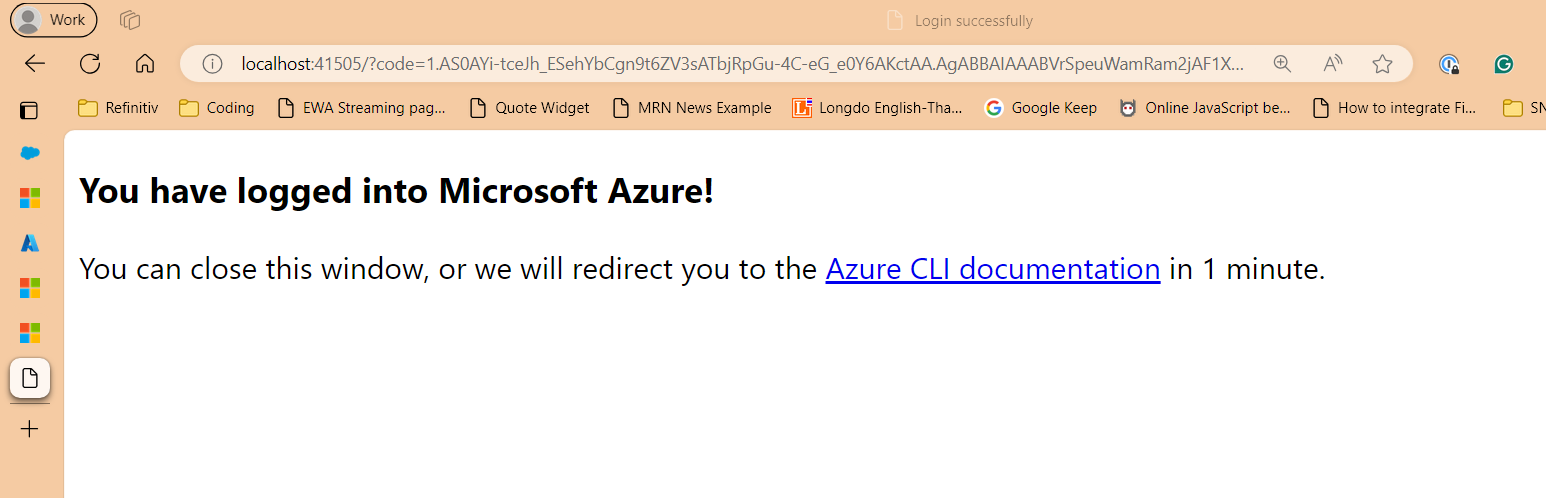 Work
Login successfully
localhost:41505/?code=1.AS0AYi-tceJh_ESehYbCgn9t6ZV3sATbjRpGu-4C-eG_e0Y6AKctAA.AgABBAIAAABVrSpeuWamRam2jAF1X...
Refinitiv Coding EWA Streaming pag... Quote Widget MRN News Example Longdo English-Tha... Google Keep Online JavaScript be... How to integrate Fi... SN
You have logged into Microsoft Azure!
You can close this window, or we will redirect you to the Azure CLI documentation in 1 minute.